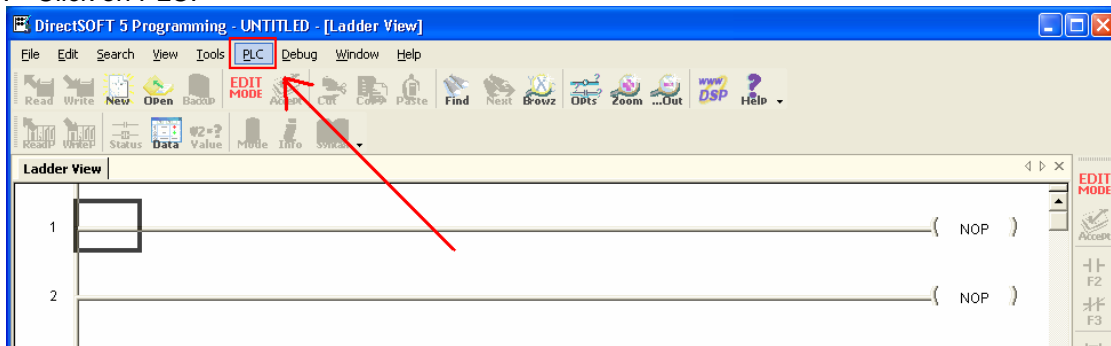 Click on PLC.
DirectSOFT 5 Programming - UNTITLED - [Ladder View]
File Edit Search View Tools PLC Debug Window Help
Read Write New Open Backup EDIT MODE Accept Cut Copy Paste Find Next Browz Opts Zoom ...Out www DSP Help
ReadP WriteP Status Data V2=? Value Mode Info Syntax
Ladder View
EDIT MODE
1 ( NOP )
Accept
F2
2 ( NOP )
F3